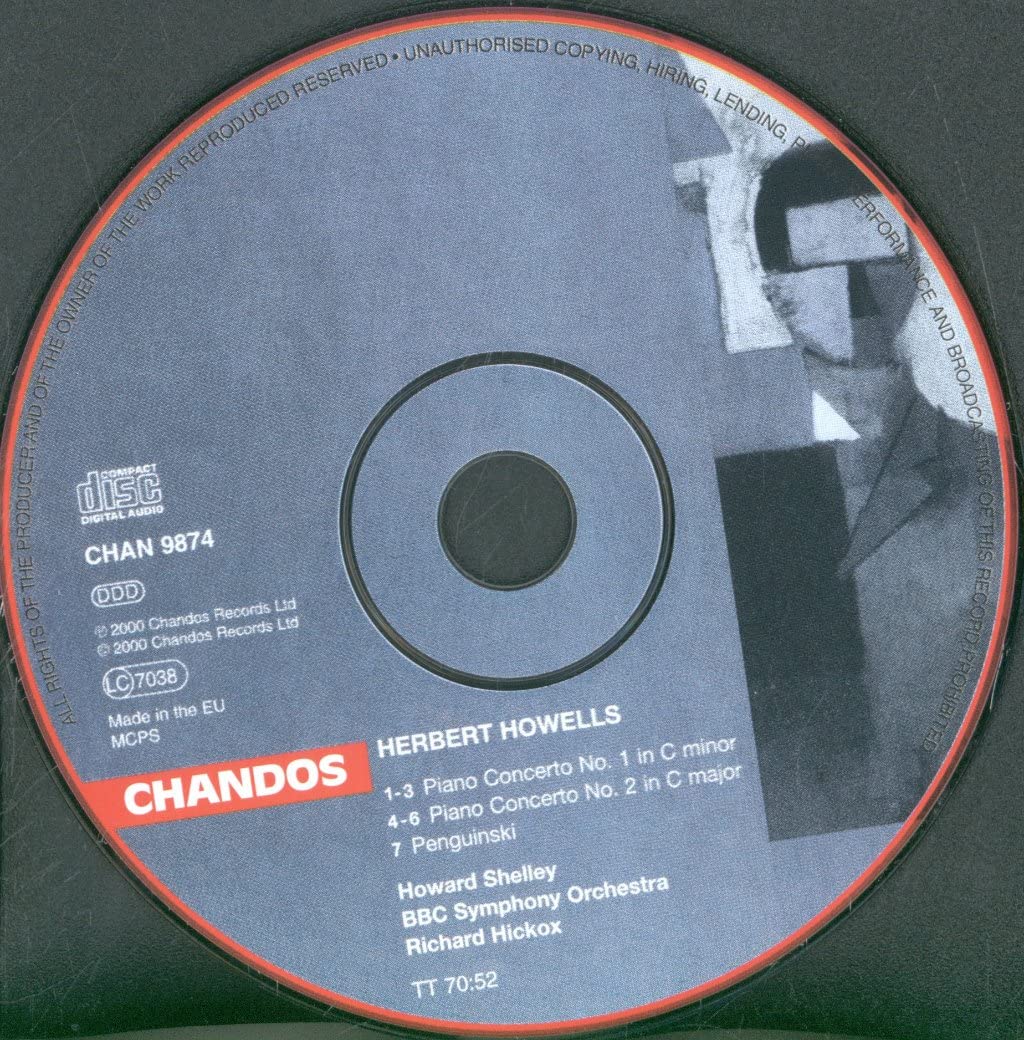 ALL RIGHTS OF THE PRODUCER AND OF THE OWNER OF THE WORK REPRODUCED RESERVED • UNAUTHORISED COPYING, HIRING, LENDING, P ERFORMANCE AND BROADCASTING OF THIS RECORD PROHIBITED
COMPACT
disc
DIGITAL AUDIO
CHAN 9874
DDD
℗ 2000 Chandos Records Ltd
© 2000 Chandos Records Ltd
LC 7038
Made in the EU
MCPS
CHANDOS
HERBERT HOWELLS
1-3 Piano Concerto No. 1 in C minor
4-6 Piano Concerto No. 2 in C major
7 Penguinski
Howard Shelley
BBC Symphony Orchestra
Richard Hickox
TT 70:52